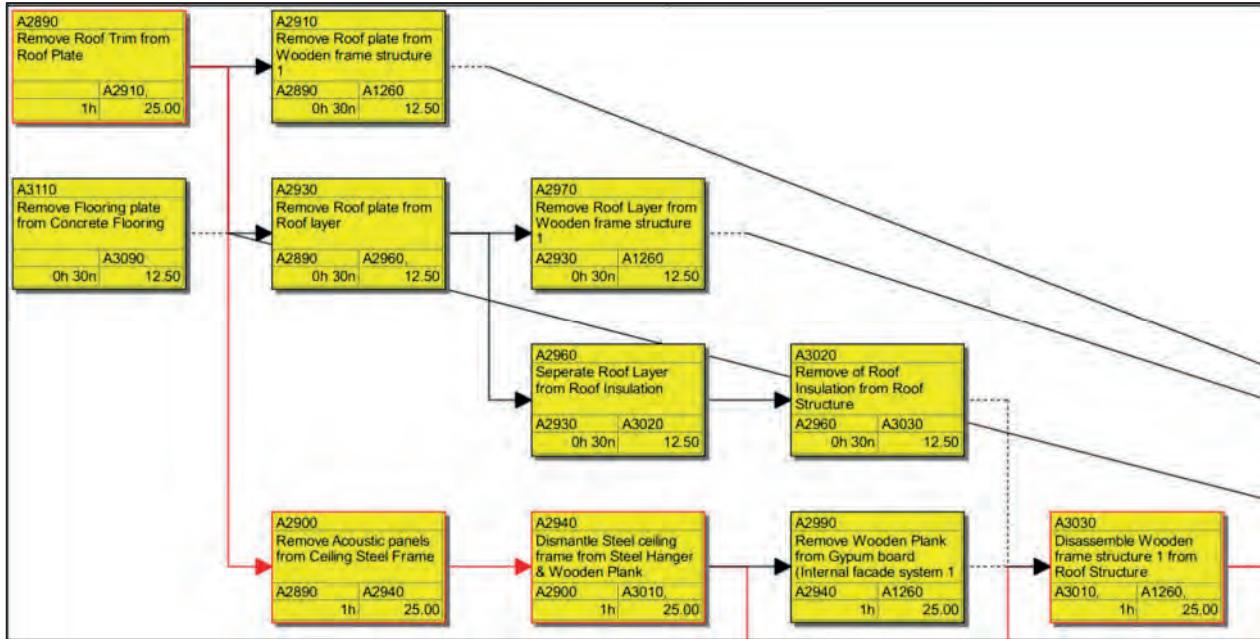 A2890
Remove Roof Trim from
Roof Plate
A2910,
1h 25.00
A2910
Remove Roof plate from
Wooden frame structure
1
A2890 A1260
0h 30n 12.50
A3110
Remove Flooring plate
from Concrete Flooring
A3090
0h 30n 12.50
A2930
Remove Roof plate from
Roof layer
A2890 A2960,
0h 30n 12.50
A2970
Remove Roof Layer from
Wooden frame structure
1
A2930 A1260
0h 30n 12.50
A2960
Seperate Roof Layer
from Roof Insulation
A2930 A3020
0h 30n 12.50
A3020
Remove of Roof
Insulation from Roof
Structure
A2960 A3030
0h 30n 12.50
A2900
Remove Acoustic panels
from Ceiling Steel Frame
A2890 A2940
1h 25.00
A2940
Dismantle Steel ceiling
frame from Steel Hanger
& Wooden Plank
A2900 A3010,
1h 25.00
A2990
Remove Wooden Plank
from Gypum board
(Internal facade system 1
A2940 A1260
1h 25.00
A3030
Disassemble Wooden
frame structure 1 from
Roof Structure
A3010, A1260,
1h 25.00